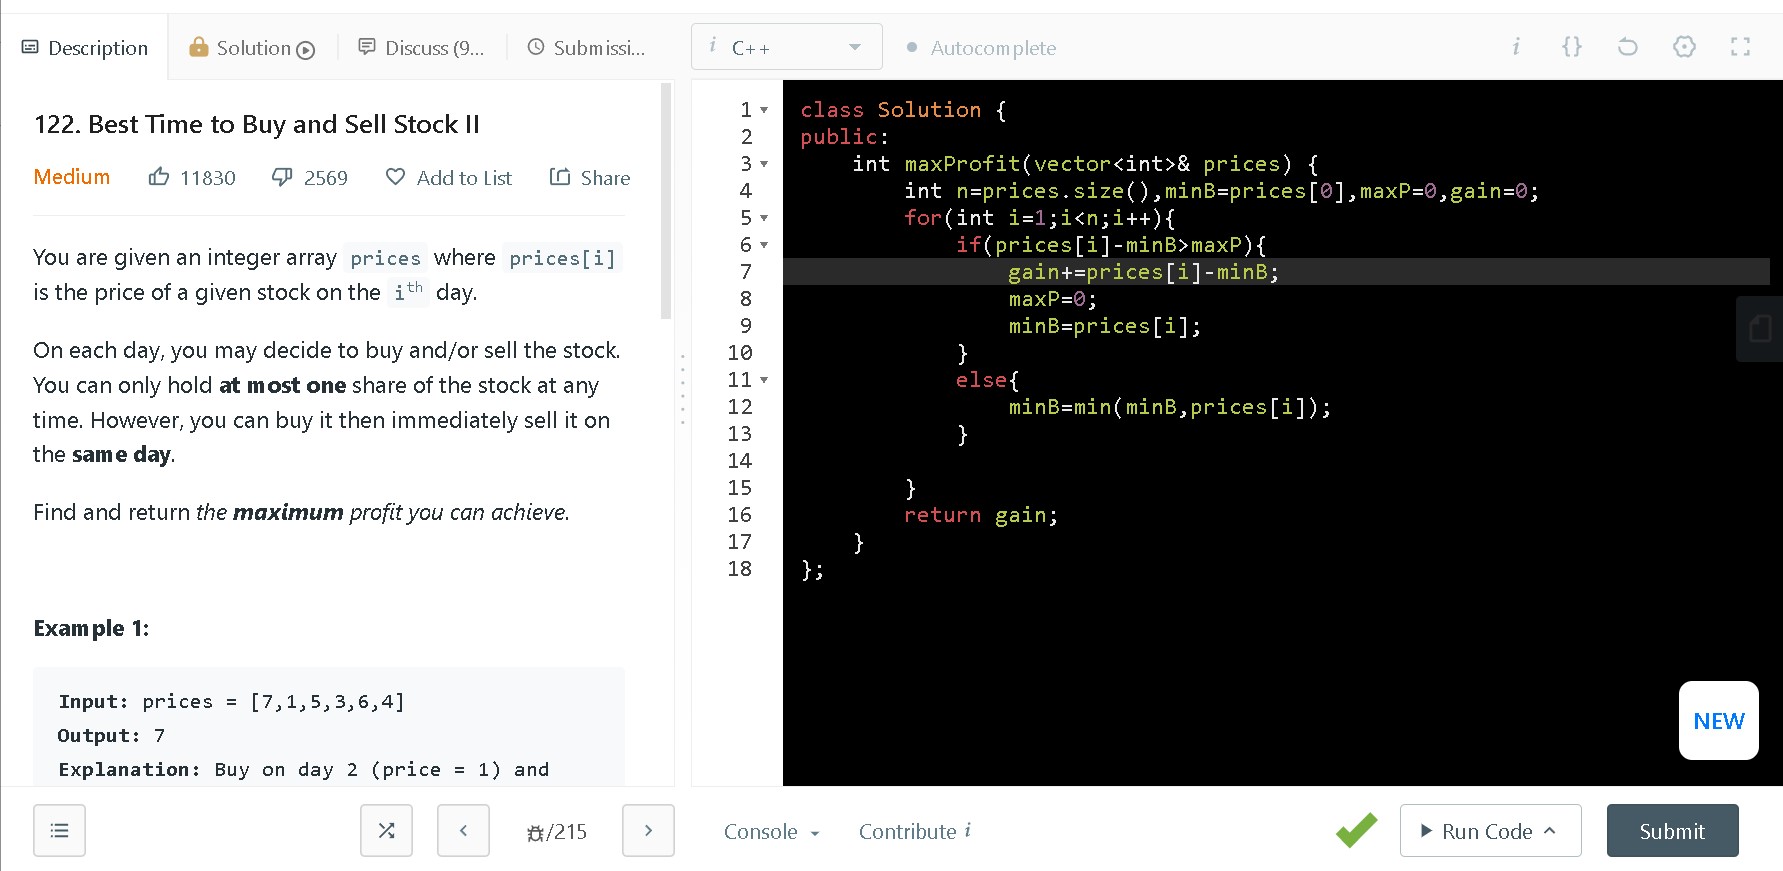 Description
Solution
Discuss (9...
Submissi...
i C++
Autocomplete
i {}
122. Best Time to Buy and Sell Stock II
Medium 11830 2569 Add to List Share
You are given an integer array prices where prices[i]
is the price of a given stock on the ith day.
On each day, you may decide to buy and/or sell the stock.
You can only hold at most one share of the stock at any
time. However, you can buy it then immediately sell it on
the same day.
Find and return the maximum profit you can achieve.
Example 1:
Input: prices = [7,1,5,3,6,4]
Output: 7
Explanation: Buy on day 2 (price = 1) and
1 class Solution {
2 public:
3 int maxProfit(vector<int>& prices) {
4 int n=prices.size(),minB=prices[0],maxP=0,gain=0;
5 for(int i=1;i<n;i++){
6 if(prices[i]-minB>maxP){
7 gain+=prices[i]-minB;
8 maxP=0;
9 minB=prices[i];
10 }
11 else{
12 minB=min(minB,prices[i]);
13 }
14
15 }
16 return gain;
17 }
18 };
NEW
/215
Console
Contribute i
Run Code
Submit